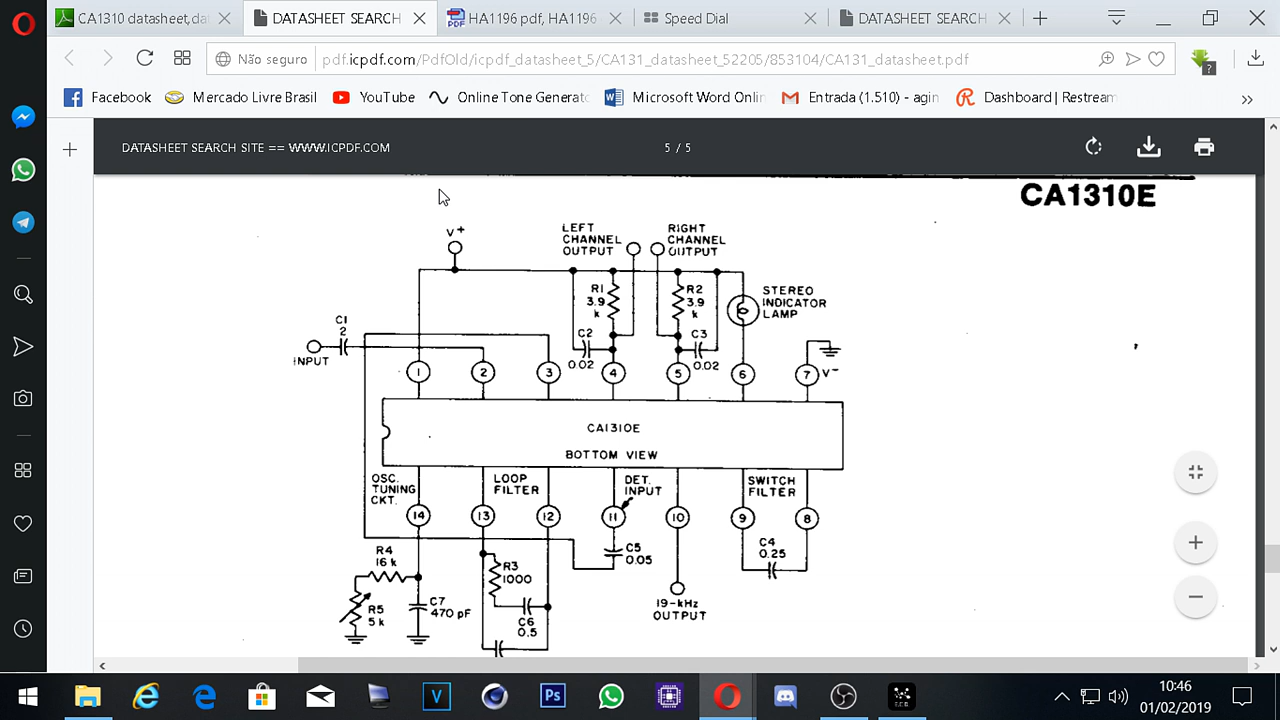 CA1310 datasheet,da
DATASHEET SEARCH
HA1196 pdf, HA1196
Speed Dial
DATASHEET SEARCH
Não seguro
pdf.icpdf.com/PdfOld/icpdf_datasheet_5/CA131_datasheet_52205/853104/CA131_datasheet.pdf
Facebook
Mercado Livre Brasil
YouTube
Online Tone Generato
Microsoft Word Onlin
Entrada (1.510) - agin
Dashboard | Restream
DATASHEET SEARCH SITE == WWW.ICPDF.COM
5 / 5
CA1310E
V+
LEFT
CHANNEL
OUTPUT
RIGHT
CHANNEL
OUTPUT
R1
3.9
k
R2
3.9
k
STEREO
INDICATOR
LAMP
C1
2
INPUT
C2
0.02
C3
0.02
1
2
3
4
5
6
7
V-
CA1310E
BOTTOM VIEW
OSC.
TUNING
CKT.
LOOP
FILTER
DET.
INPUT
SWITCH
FILTER
14
13
12
11
10
9
8
R4
16 k
R5
5 k
C7
470 pF
R3
1000
C6
0.5
C5
0.05
C4
0.25
19-kHz
OUTPUT
10:46
01/02/2019